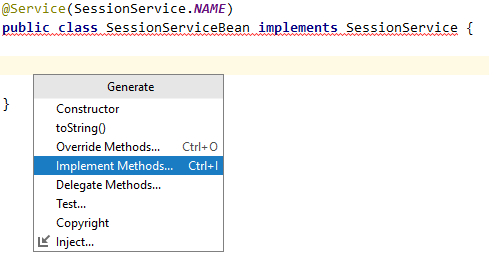 @Service(SessionService.NAME)
public class SessionServiceBean implements SessionService {
Generate
}
Constructor
toString()
Override Methods... Ctrl+O
Implement Methods... Ctrl+I
Delegate Methods...
Test...
Copyright
Inject...